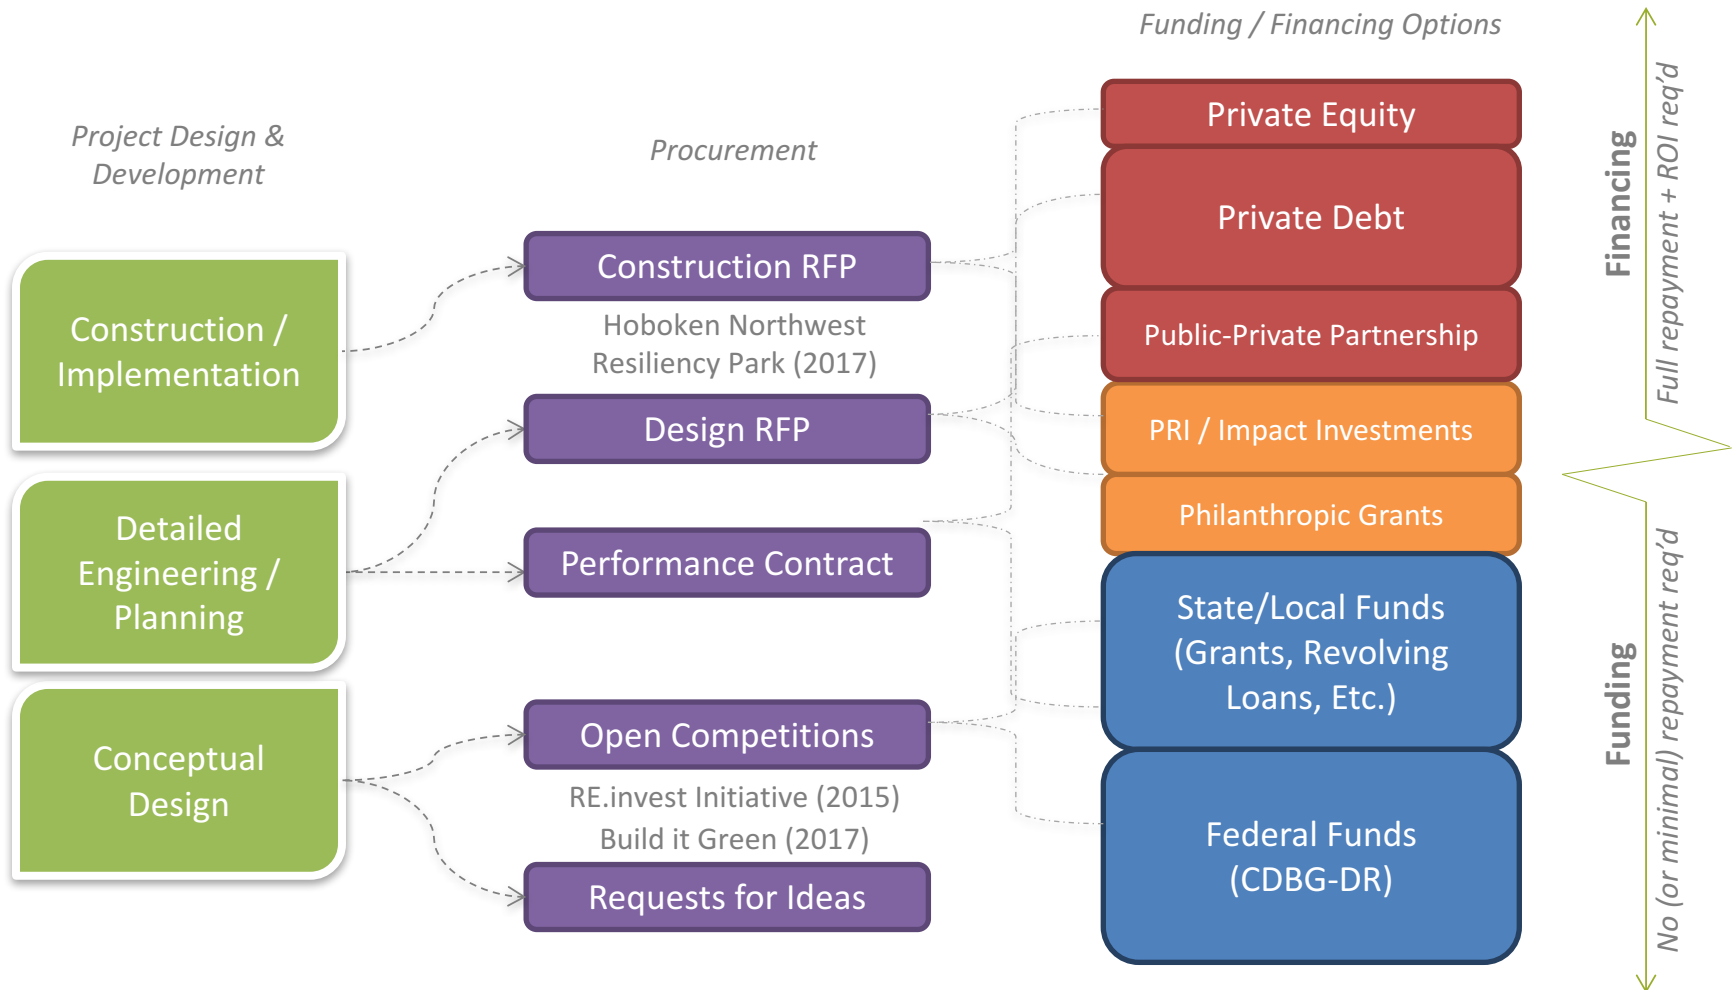 Project Design &
Development
Construction /
Implementation
Detailed
Engineering /
Planning
Conceptual
Design
Procurement
Construction RFP
Hoboken Northwest
Resiliency Park (2017)
Design RFP
Performance Contract
Open Competitions
RE.invest Initiative (2015)
Build it Green (2017)
Requests for Ideas
Funding / Financing Options
Private Equity
Private Debt
Public-Private Partnership
PRI / Impact Investments
Philanthropic Grants
State/Local Funds
(Grants, Revolving
Loans, Etc.)
Federal Funds
(CDBG-DR)
Financing
Full repayment + ROI req'd
Funding
No (or minimal) repayment req'd